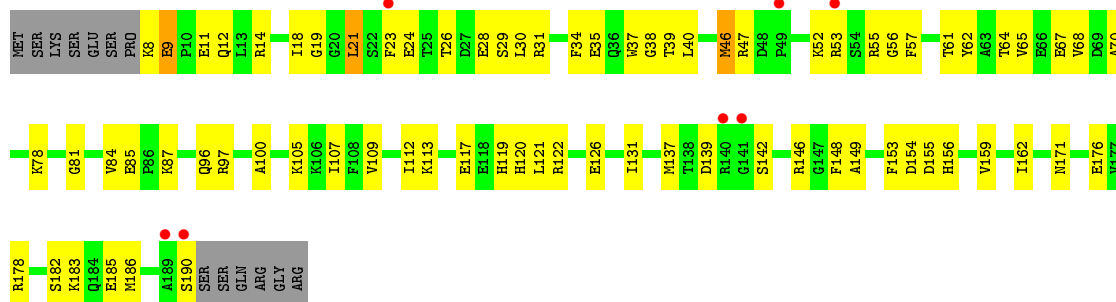 MET SER LYS SER GLU SER PRO K8 E9 P10 E11 Q12 L13 R14 I18 G19 G20 L21 S22 F23 E24 T25 T26 D27 E28 S29 L30 R31 F34 E35 Q36 W37 G38 T39 L40 M46 R47 D48 P49 K52 R53 S54 R55 G56 F57 T61 Y62 A63 T64 V65 E66 E67 V68 D69 A70
K78 G81 V84 E85 P86 K87 Q96 R97 A100 K105 K106 I107 F108 V109 I112 K113 E117 E118 H119 H120 L121 R122 E126 I131 M137 T138 D139 R140 G141 S142 R146 G147 F148 A149 F153 D154 D155 H156 V159 I162 N171 E176 V177
R178 S182 K183 Q184 E185 M186 A189 S190 SER SER GLN ARG GLY ARG